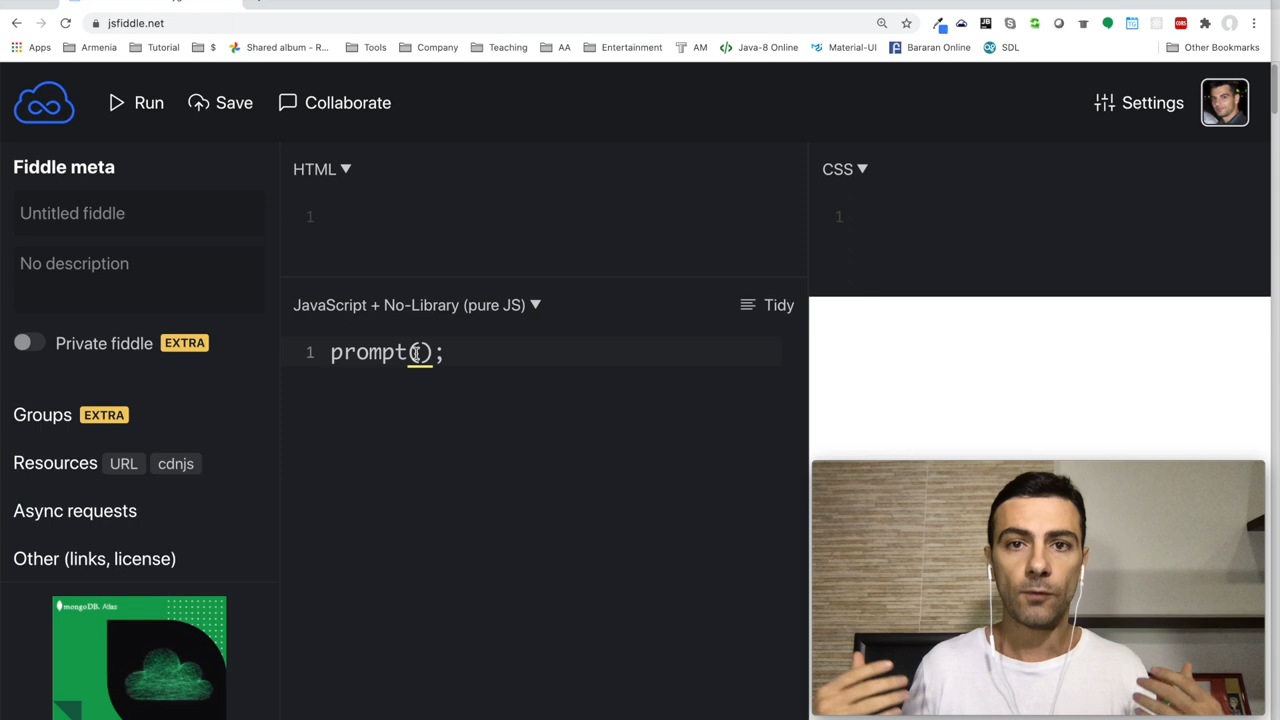 jsfiddle.net
Apps Armenia Tutorial $ Shared album - R... Tools Company Teaching AA Entertainment AM Java-8 Online Material-UI Bararan Online SDL Other Bookmarks
Run Save Collaborate Settings
Fiddle meta
Untitled fiddle
No description
Private fiddle EXTRA
Groups EXTRA
Resources URL cdnjs
Async requests
Other (links, license)
mongoDB. Atlas
HTML
1
CSS
1
JavaScript + No-Library (pure JS) Tidy
1 prompt();